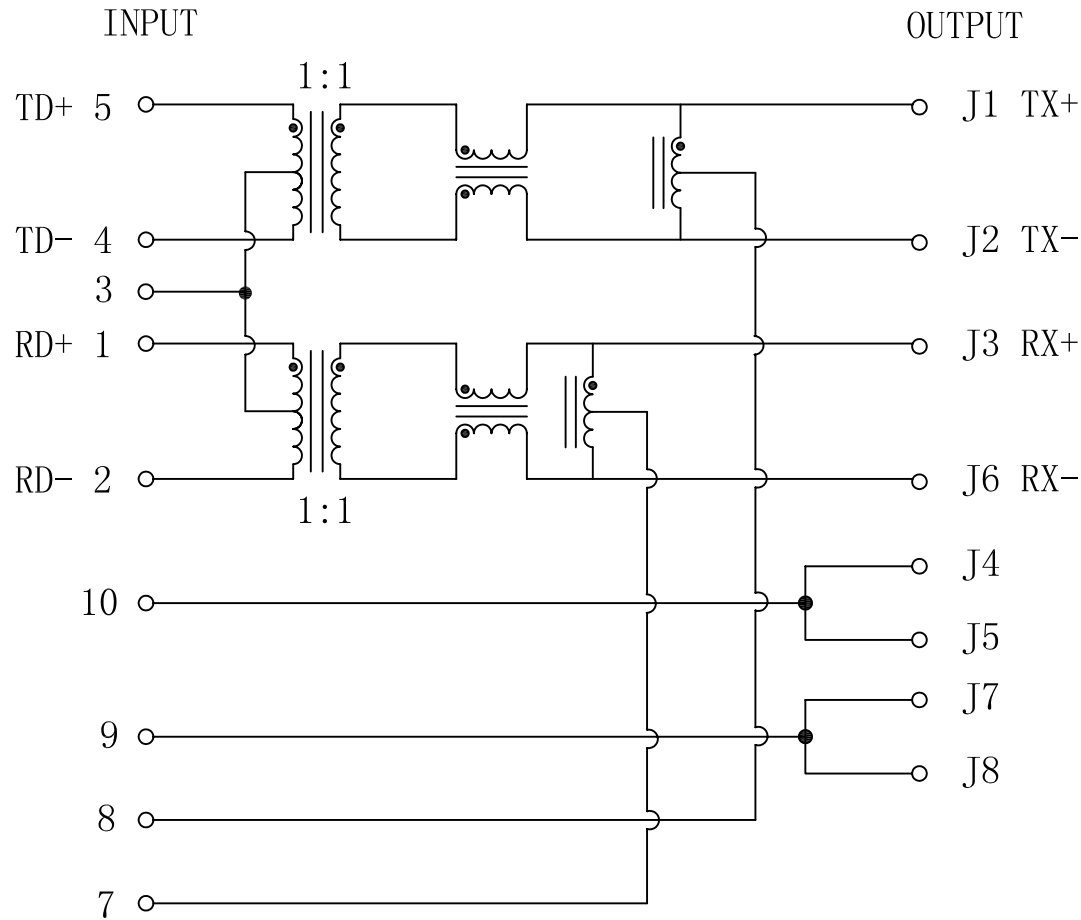 INPUT
OUTPUT
1:1
TD+ 5
J1 TX+
TD- 4
J2 TX-
3
RD+ 1
J3 RX+
RD- 2
J6 RX-
1:1
J4
10
J5
J7
9
J8
8
7